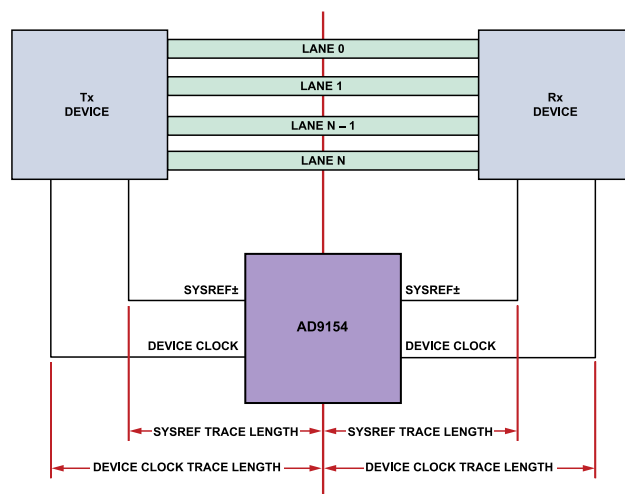 LANE 0
LANE 1
LANE N – 1
LANE N
Tx
DEVICE
Rx
DEVICE
SYSREF±
SYSREF±
AD9154
DEVICE CLOCK
DEVICE CLOCK
SYSREF TRACE LENGTH
SYSREF TRACE LENGTH
DEVICE CLOCK TRACE LENGTH
DEVICE CLOCK TRACE LENGTH